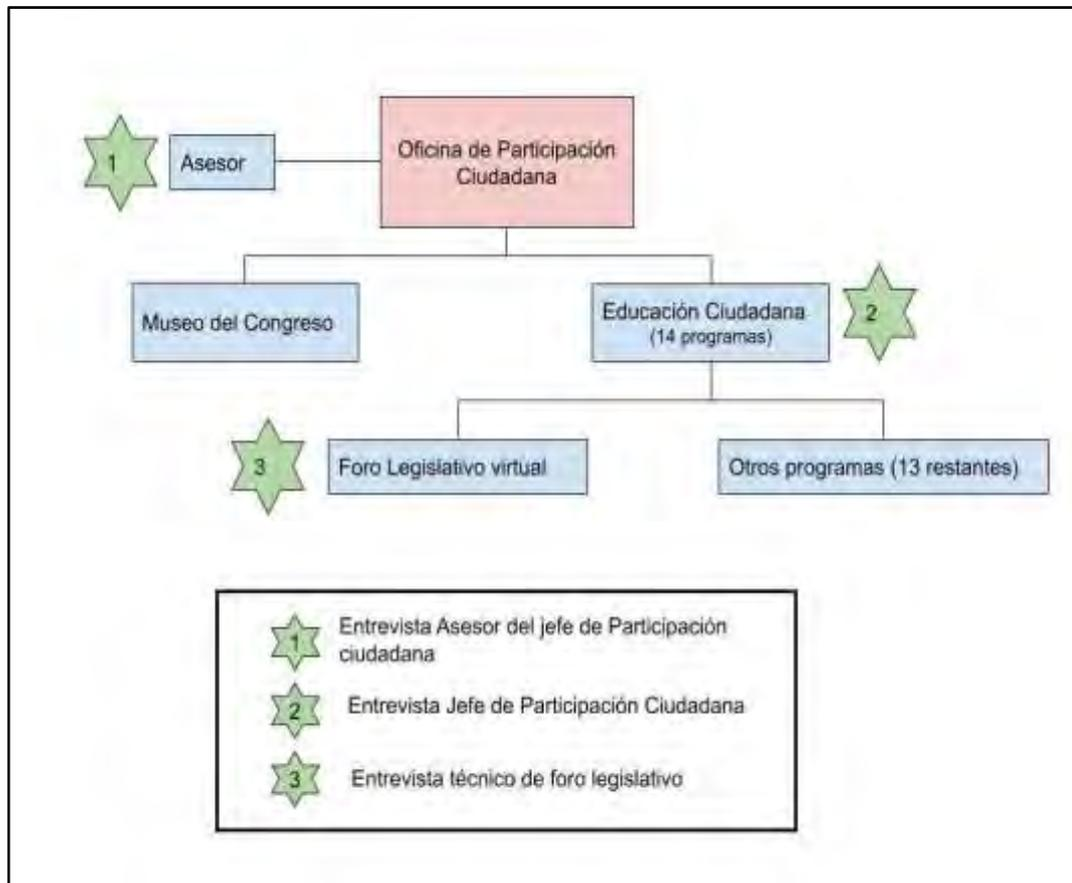 Oficina de Participación
Ciudadana
1
Asesor
Museo del Congreso
Educación Ciudadana
(14 programas)
2
3
Foro Legislativo virtual
Otros programas (13 restantes)
1
Entrevista Asesor del jefe de Participación
ciudadana
2
Entrevista Jefe de Participación Ciudadana
3
Entrevista técnico de foro legislativo